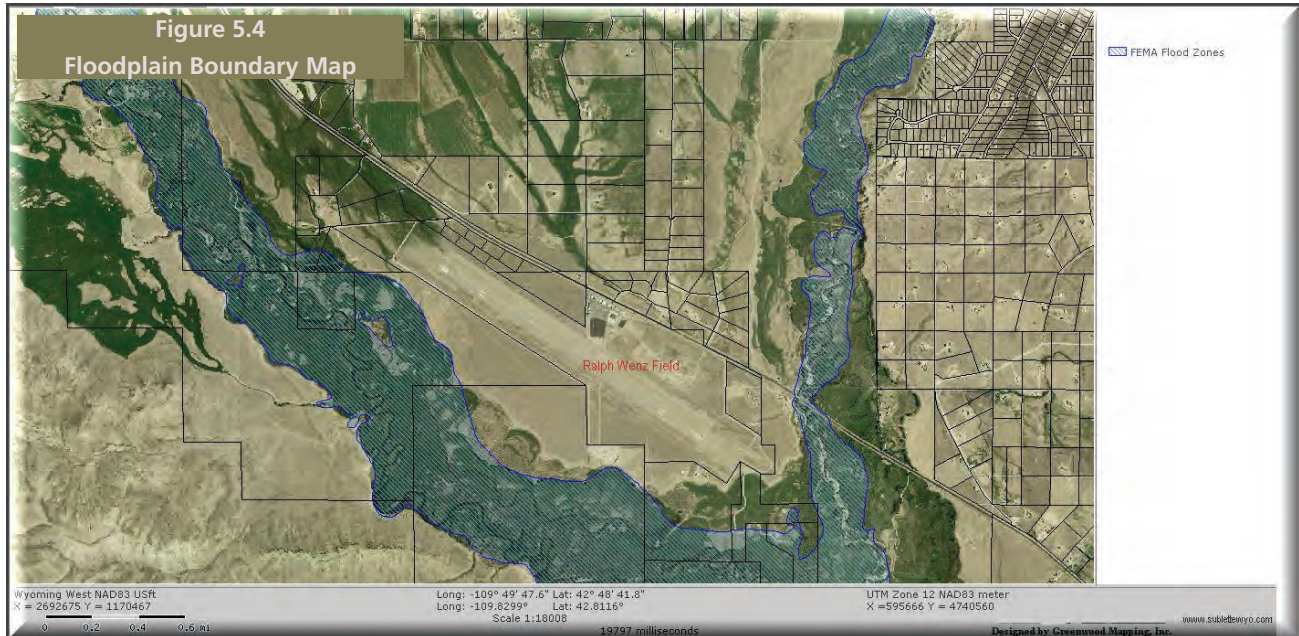 Figure 5.4
Floodplain Boundary Map
FEMA Flood Zones
Ralph Wenz Field
Wyoming West NAD83 USft
X = 2692675 Y = 1170467
0 0.2 0.4 0.6 mi
Long: -109° 49' 47.6" Lat: 42° 48' 41.8"
Long: -109.8299° Lat: 42.8116°
Scale 1:18008
19797 milliseconds
UTM Zone 12 NAD83 meter
X =595666 Y = 4740560
www.sublettewyo.com
Designed by Greenwood Mapping, Inc.